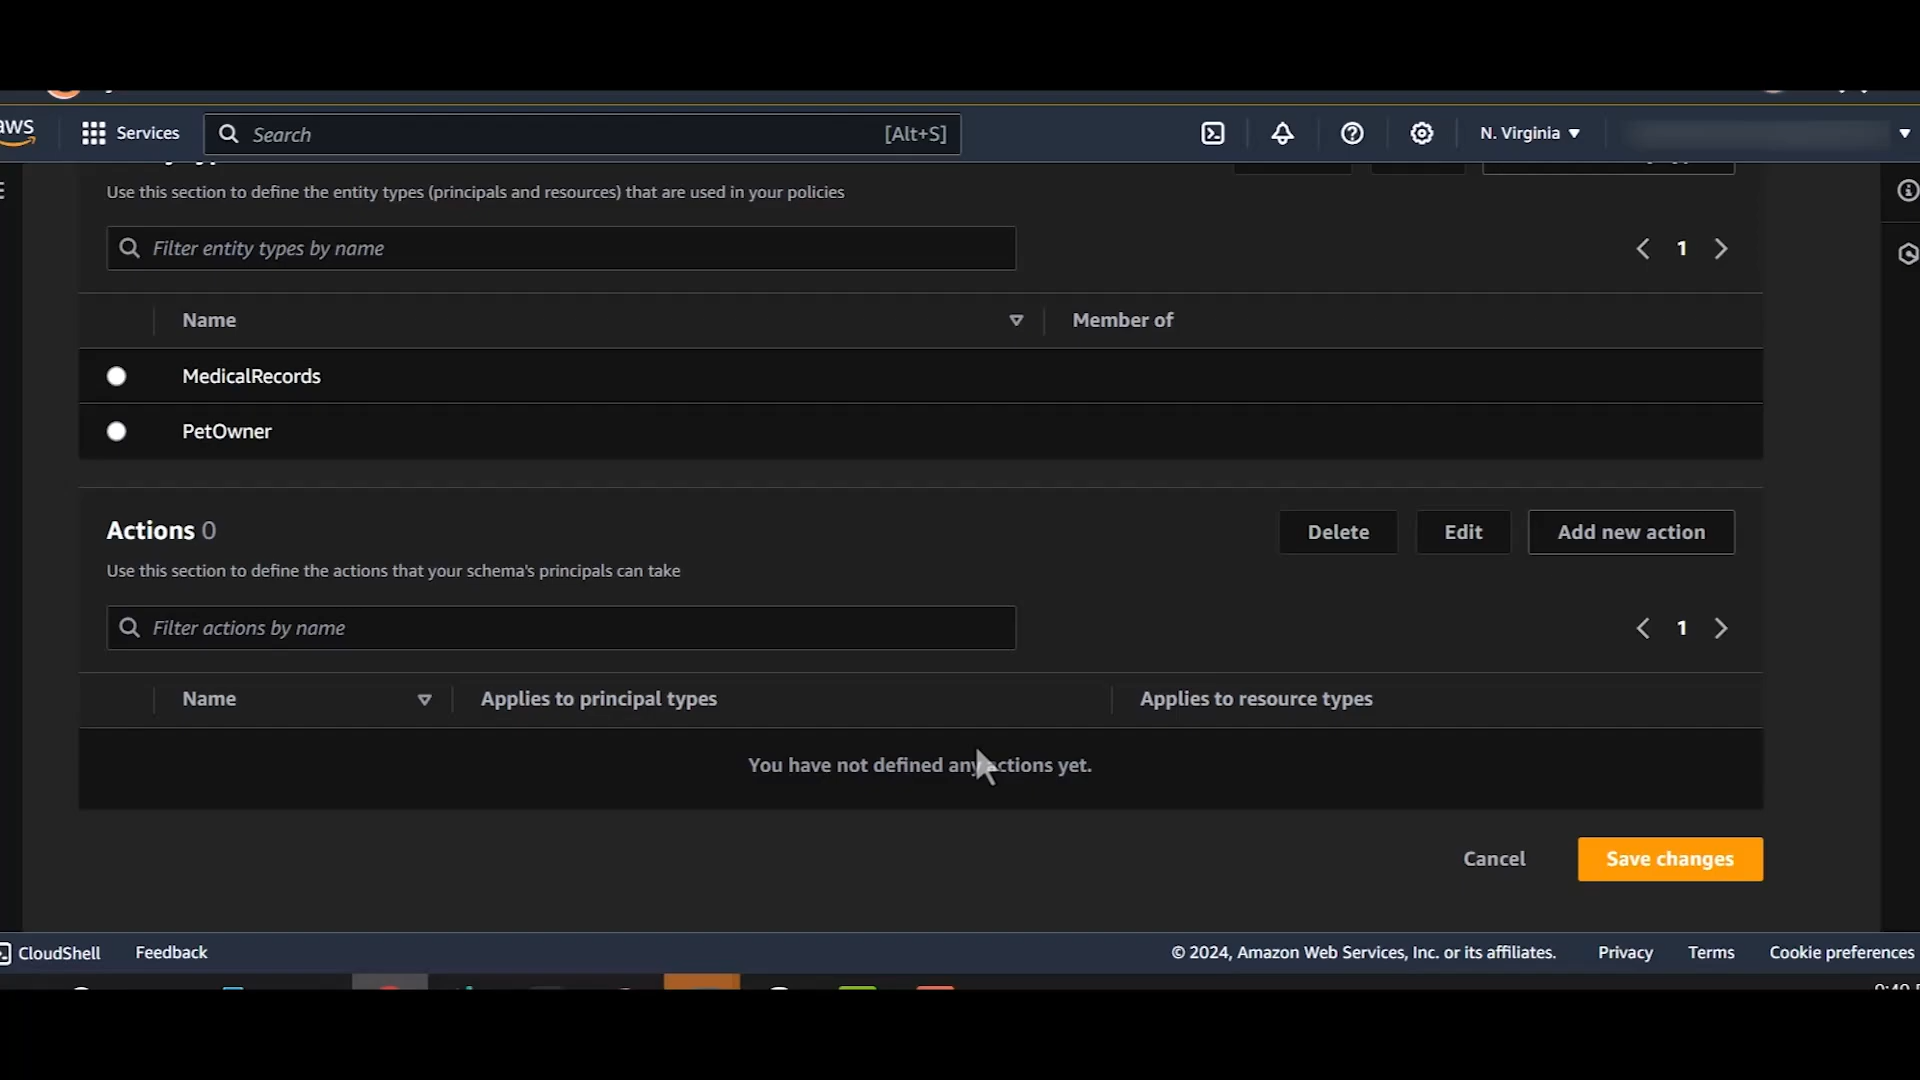 aws
Services
Search
[Alt+S]
N. Virginia
Use this section to define the entity types (principals and resources) that are used in your policies
Filter entity types by name
1
Name
Member of
MedicalRecords
PetOwner
Actions 0
Delete
Edit
Add new action
Use this section to define the actions that your schema's principals can take
Filter actions by name
1
Name
Applies to principal types
Applies to resource types
You have not defined any actions yet.
Cancel
Save changes
CloudShell
Feedback
© 2024, Amazon Web Services, Inc. or its affiliates.
Privacy
Terms
Cookie preferences